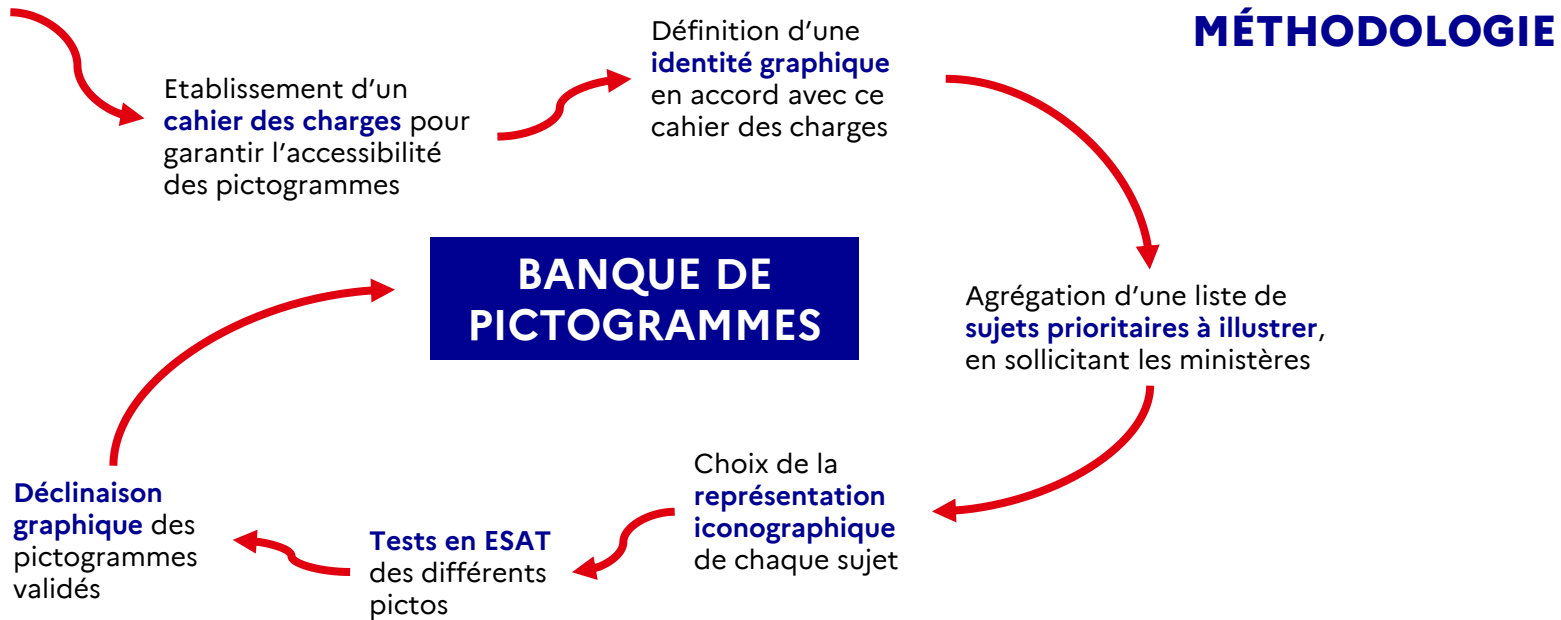 MÉTHODOLOGIE
Etablissement d’un
cahier des charges pour
garantir l’accessibilité
des pictogrammes
Définition d’une
identité graphique
en accord avec ce
cahier des charges
Agrégation d’une liste de
sujets prioritaires à illustrer,
en sollicitant les ministères
Choix de la
représentation
iconographique
de chaque sujet
Tests en ESAT
des différents
pictos
Déclinaison
graphique des
pictogrammes
validés
BANQUE DE
PICTOGRAMMES